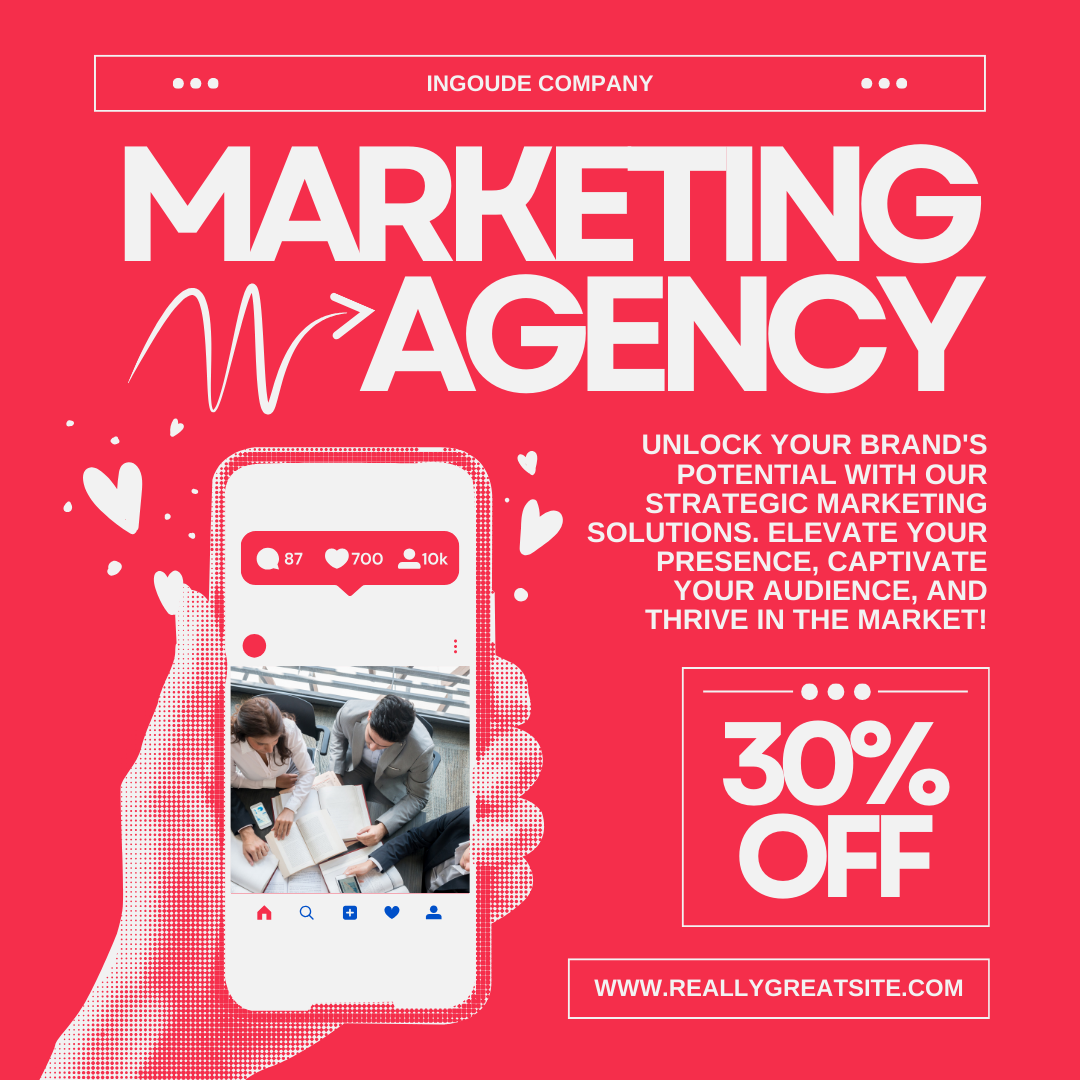 INGOUDE COMPANY
MARKETING
AGENCY
UNLOCK YOUR BRAND'S
POTENTIAL WITH OUR
STRATEGIC MARKETING
SOLUTIONS. ELEVATE YOUR
PRESENCE, CAPTIVATE
YOUR AUDIENCE, AND
THRIVE IN THE MARKET!
87 700 10k
30%
OFF
WWW.REALLYGREATSITE.COM